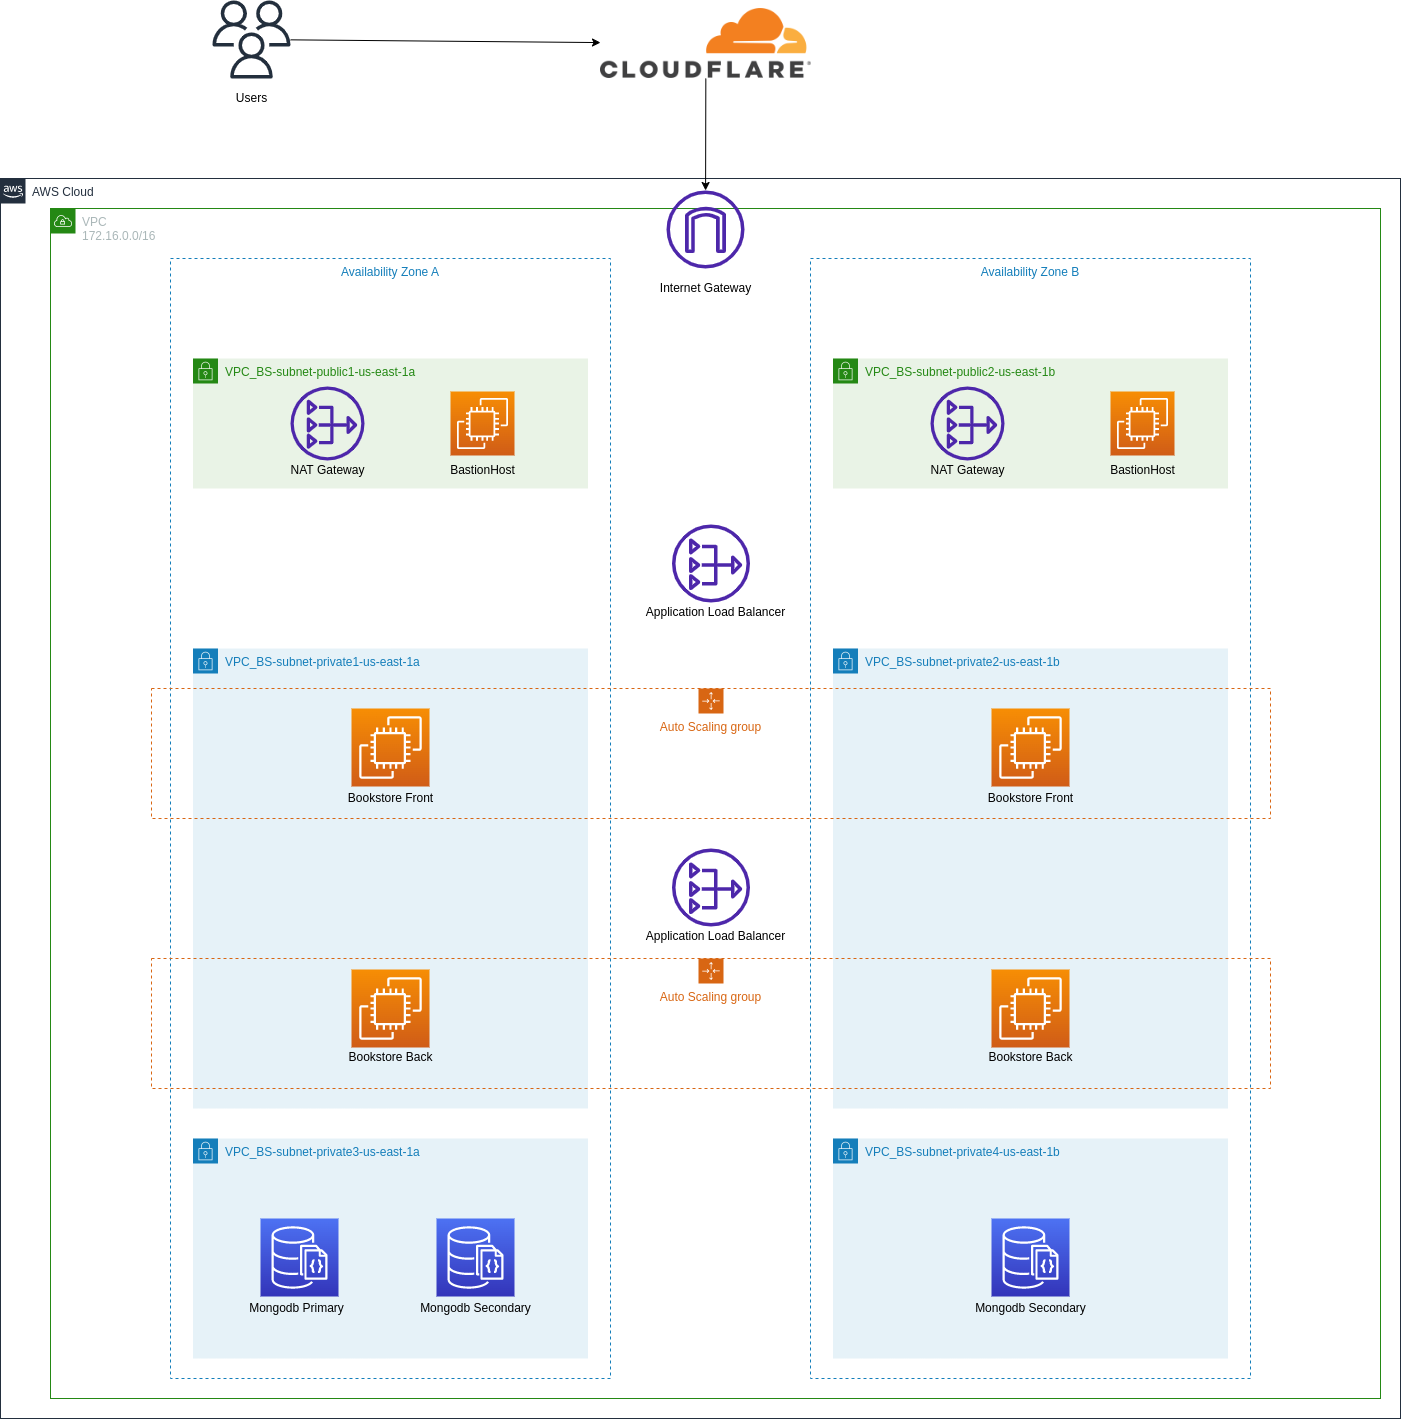 CLOUDFLARE®
Users
aws
AWS Cloud
VPC
172.16.0.0/16
Availability Zone A
Availability Zone B
Internet Gateway
VPC_BS-subnet-public1-us-east-1a
VPC_BS-subnet-public2-us-east-1b
NAT Gateway
BastionHost
NAT Gateway
BastionHost
Application Load Balancer
VPC_BS-subnet-private1-us-east-1a
VPC_BS-subnet-private2-us-east-1b
Auto Scaling group
Bookstore Front
Bookstore Front
Application Load Balancer
Auto Scaling group
Bookstore Back
Bookstore Back
VPC_BS-subnet-private3-us-east-1a
VPC_BS-subnet-private4-us-east-1b
Mongodb Primary
Mongodb Secondary
Mongodb Secondary